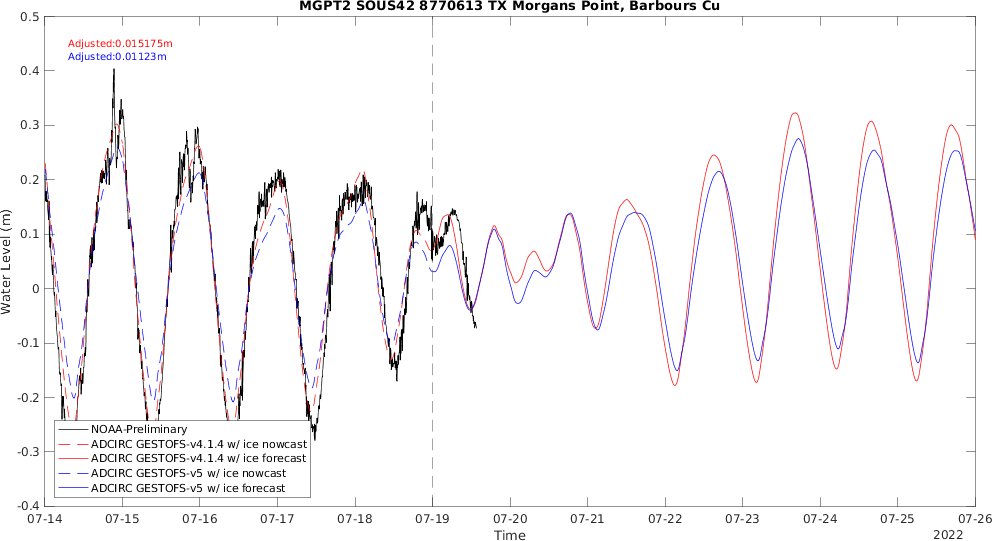 MGPT2 SOUS42 8770613 TX Morgans Point, Barbours Cu
Adjusted:0.015175m
Adjusted:0.01123m
0.5
0.4
0.3
0.2
0.1
0
-0.1
-0.2
-0.3
-0.4
Water Level (m)
NOAA-Preliminary
ADCIRC GESTOFS-v4.1.4 w/ ice nowcast
ADCIRC GESTOFS-v4.1.4 w/ ice forecast
ADCIRC GESTOFS-v5 w/ ice nowcast
ADCIRC GESTOFS-v5 w/ ice forecast
07-14 07-15 07-16 07-17 07-18 07-19 07-20 07-21 07-22 07-23 07-24 07-25 07-26
Time
2022